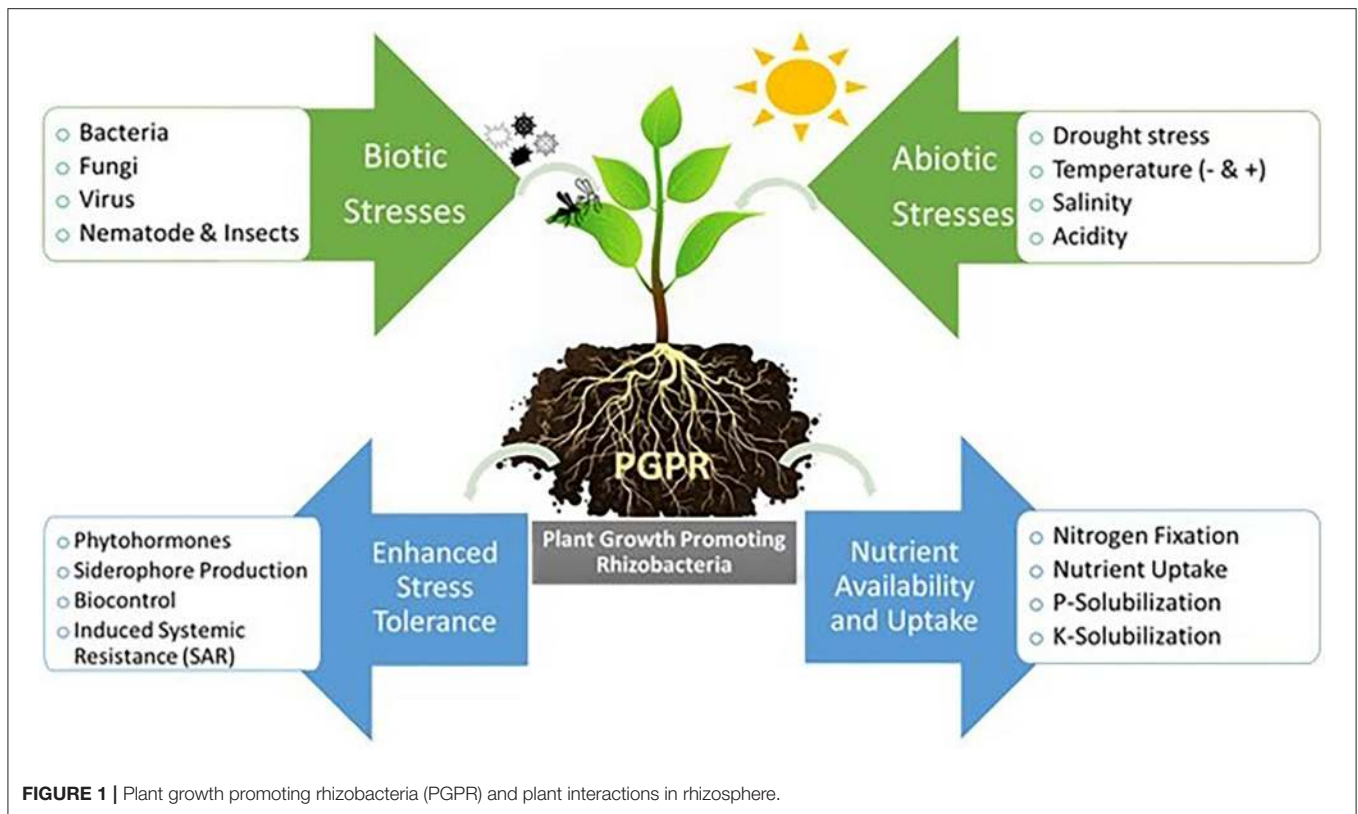 Bacteria
Fungi
Virus
Nematode & Insects
Biotic
Stresses
Abiotic
Stresses
Drought stress
Temperature (- & +)
Salinity
Acidity
PGPR
Plant Growth Promoting
Rhizobacteria
Phytohormones
Siderophore Production
Biocontrol
Induced Systemic
Resistance (SAR)
Enhanced
Stress
Tolerance
Nutrient
Availability
and Uptake
Nitrogen Fixation
Nutrient Uptake
P-Solubilization
K-Solubilization
FIGURE 1 | Plant growth promoting rhizobacteria (PGPR) and plant interactions in rhizosphere.